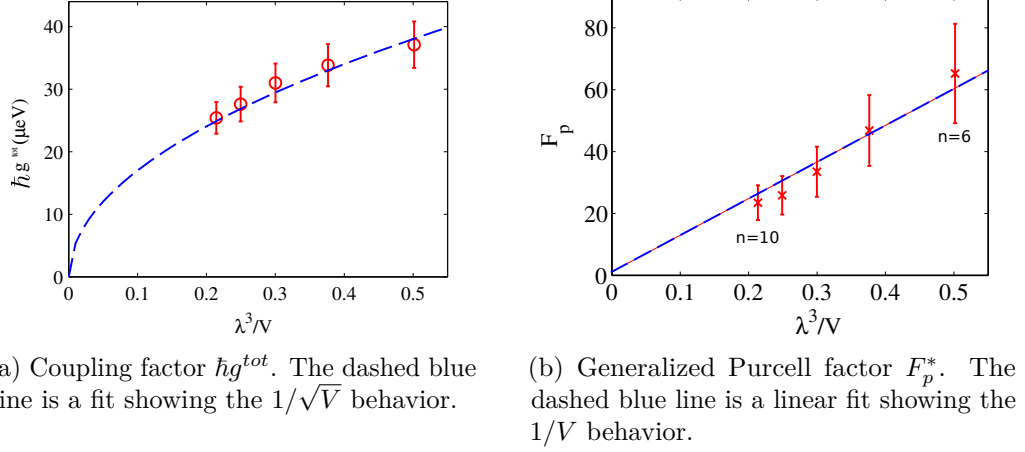 40
30
20
10
0
ħ g tot (μeV)
0 0.1 0.2 0.3 0.4 0.5
λ³/V
80
60
40
20
0
F_p
n=6
n=10
0 0.1 0.2 0.3 0.4 0.5
λ³/V
a) Coupling factor ħg^{tot}. The dashed blue
ine is a fit showing the 1/√V behavior.
(b) Generalized Purcell factor F_p^*. The
dashed blue line is a linear fit showing the
1/V behavior.